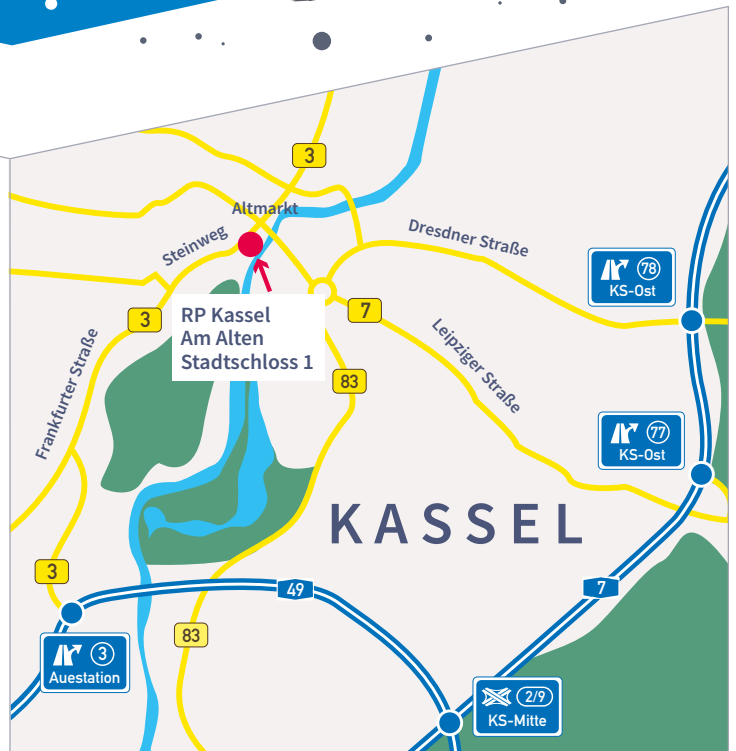 3
Altmarkt
Steinweg
Dresdner Straße
78
KS-Ost
RP Kassel
Am Alten
Stadtschloss 1
3
7
Frankfurter Straße
Leipziger Straße
83
77
KS-Ost
KASSEL
3
49
7
83
3
Auestation
2/9
KS-Mitte